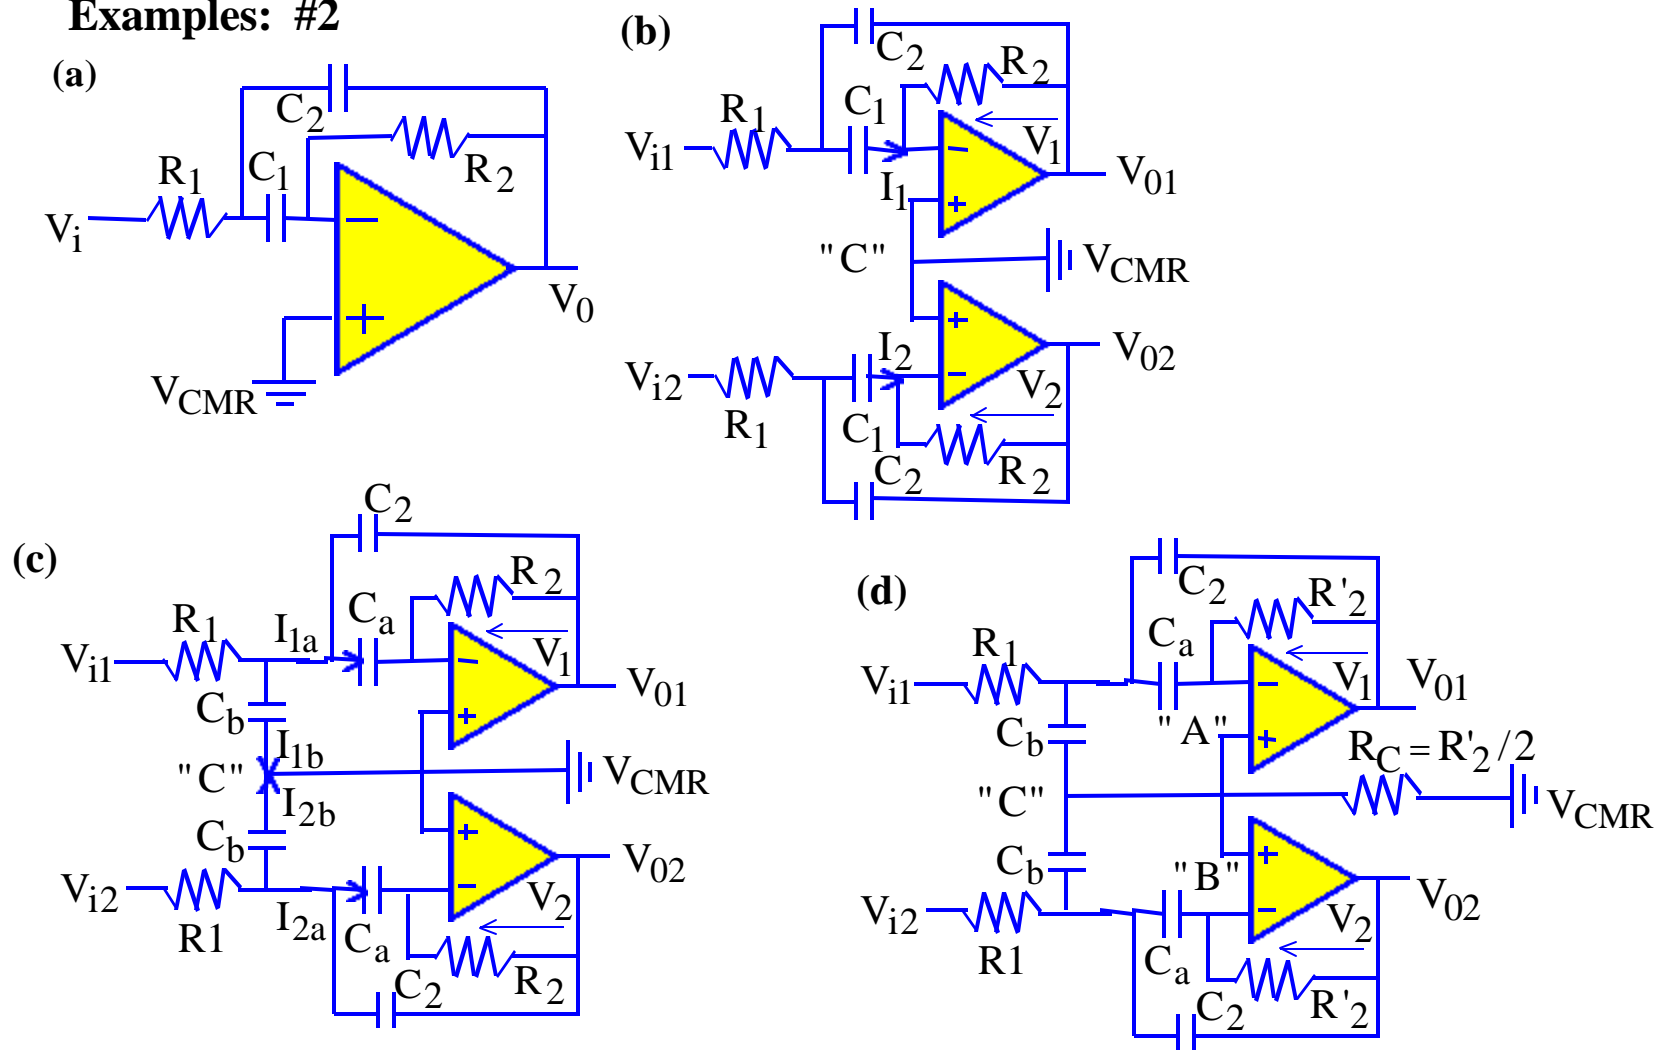 Examples: #2
(a)
C2
R2
R1
C1
Vi
V0
VCMR
(b)
C2
R2
C1
R1
Vi1
V1
V01
I1
"C"
VCMR
I2
V02
Vi2
V2
R1
C1
C2
R2
(c)
C2
R2
Ca
R1
I1a
Vi1
V1
V01
Cb
I1b
"C"
VCMR
I2b
Cb
V02
Vi2
V2
R1
I2a
Ca
C2
R2
(d)
C2
R'2
Ca
R1
Vi1
V1
V01
Cb
"A"
RC = R'2/2
"C"
VCMR
Cb
"B"
Vi2
V2
V02
R1
Ca
C2
R'2